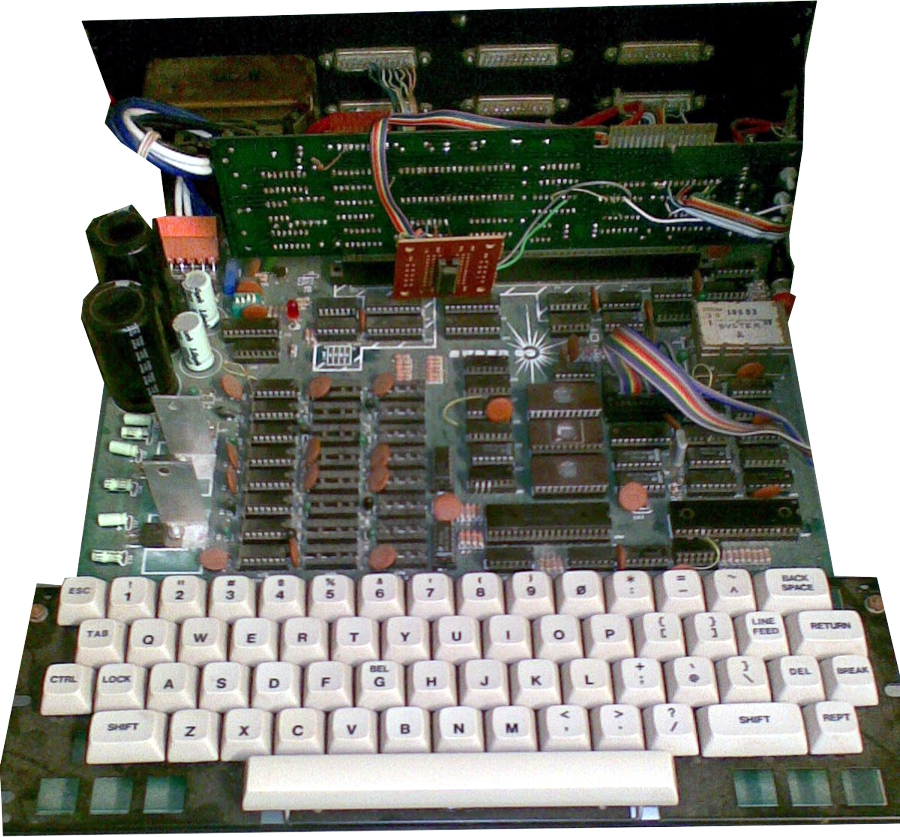 SUPER
SYSTEM
ESC ! 1 " 2 # 3 $ 4 % 5 & 6 ' 7 ( 8 ) 9 Ø * : = - ~ ^ BACK SPACE
TAB Q W E R T Y U I O P { [ } ] LINE FEED RETURN
CTRL LOCK A S D F BEL G H J K L + ; ` @ | \ DEL BREAK
SHIFT Z X C V B N M < , > . ? / SHIFT REPT